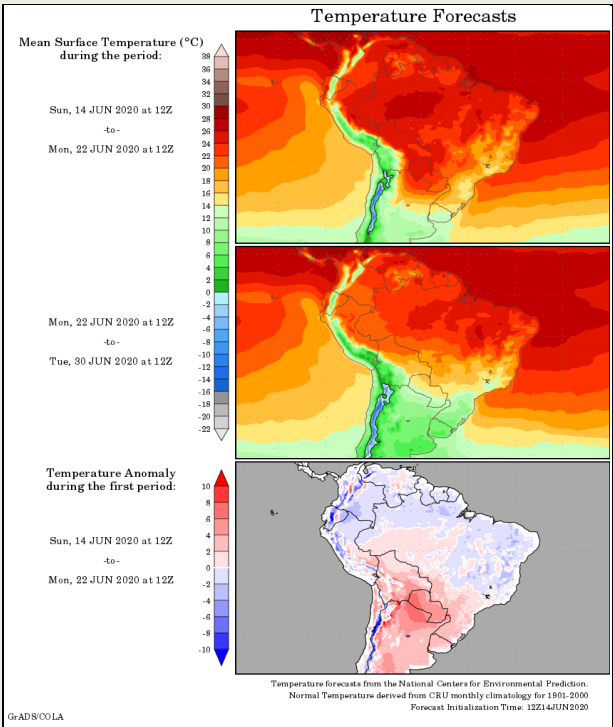 Temperature Forecasts
Mean Surface Temperature (°C)
during the period:
38
36
34
32
30
28
26
24
22
20
18
16
14
12
10
8
6
4
2
0
-2
-4
-6
-8
-10
-12
-14
-16
-18
-20
-22
Sun, 14 JUN 2020 at 12Z
-to-
Mon, 22 JUN 2020 at 12Z
Mon, 22 JUN 2020 at 12Z
-to-
Tue, 30 JUN 2020 at 12Z
Temperature Anomaly
during the first period:
10
8
6
4
2
0
-2
-4
-6
-8
-10
Sun, 14 JUN 2020 at 12Z
-to-
Mon, 22 JUN 2020 at 12Z
Temperature forecasts from the National Centers for Environmental Prediction.
Normal Temperature derived from CRU monthly climatology for 1901-2000
Forecast Initialization Time: 12Z14JUN2020
GrADS/COLA